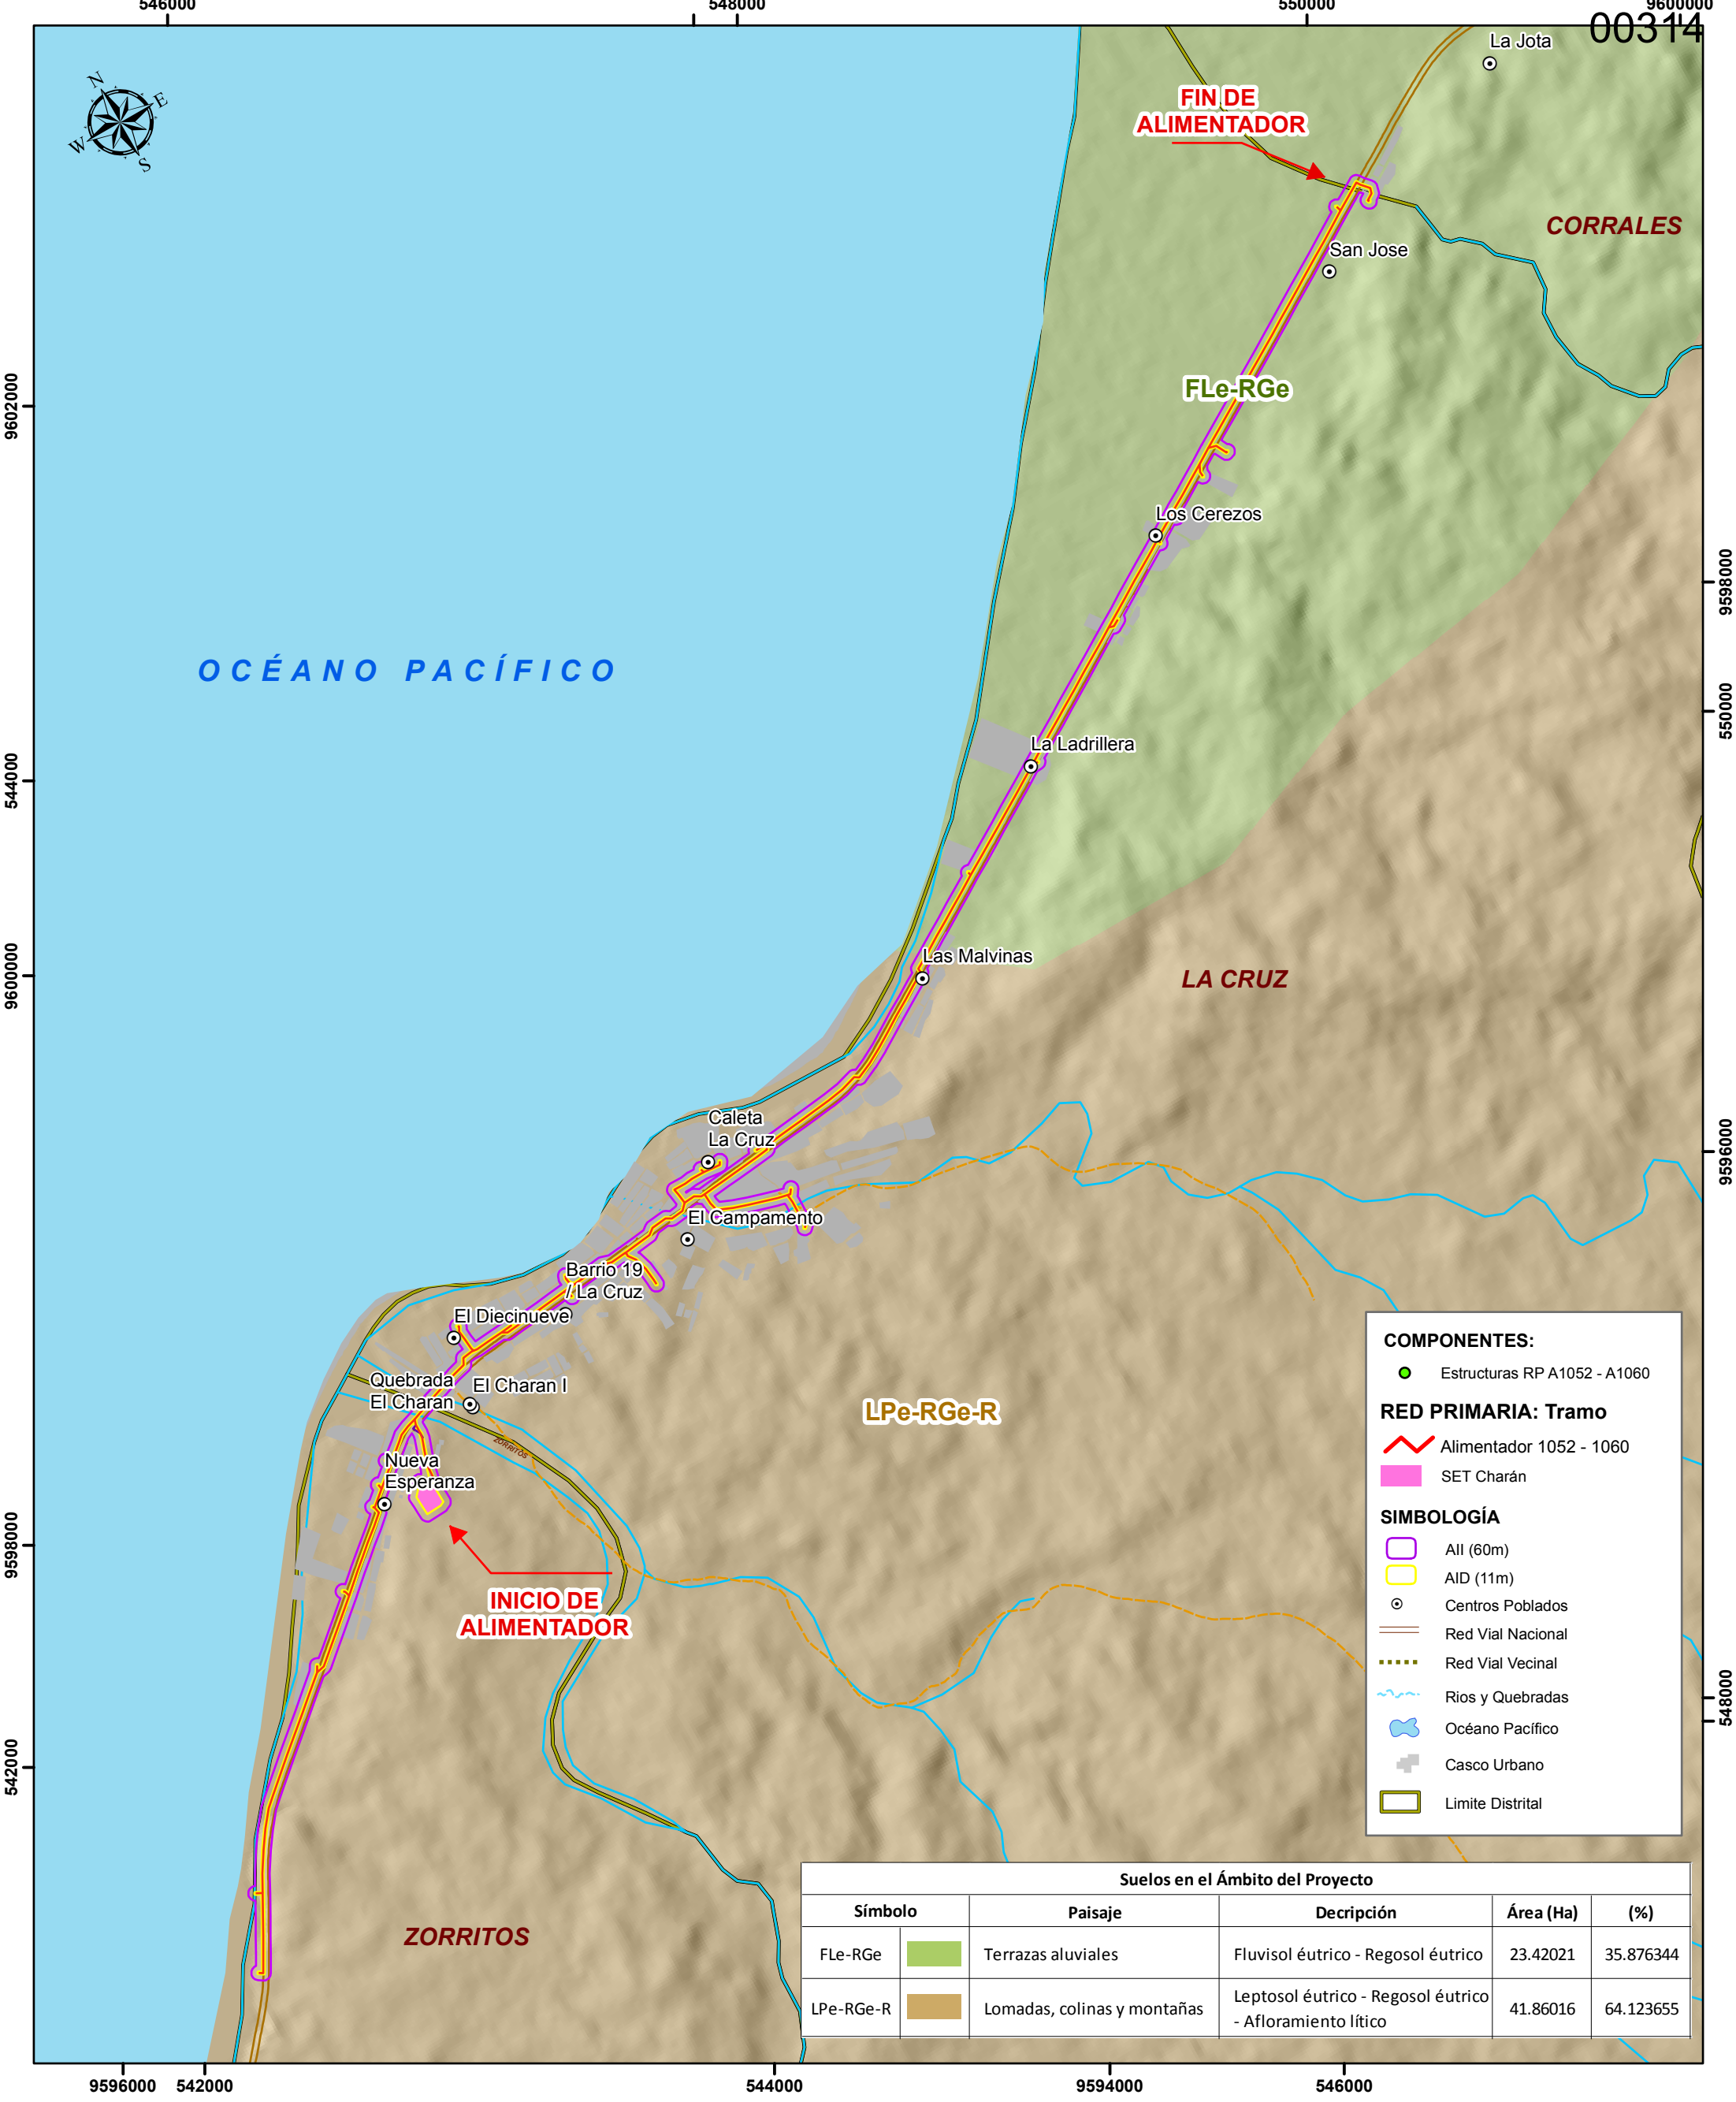 546000
548000
550000
9600000
00314
La Jota
N
E
W
S
FIN DE
ALIMENTADOR
CORRALES
San Jose
FLe-RGe
9602000
Los Cerezos
9598000
OCÉANO PACÍFICO
550000
La Ladrillera
544000
Las Malvinas
9600000
LA CRUZ
Caleta
La Cruz
9596000
El Campamento
Barrio 19
/ La Cruz
El Diecinueve
Quebrada
El Charan
El Charan I
LPe-RGe-R
ZORRITOS
Nueva
Esperanza
9598000
INICIO DE
ALIMENTADOR
COMPONENTES:
Estructuras RP A1052 - A1060
RED PRIMARIA: Tramo
Alimentador 1052 - 1060
SET Charán
SIMBOLOGÍA
AII (60m)
AID (11m)
Centros Poblados
Red Vial Nacional
Red Vial Vecinal
Rios y Quebradas
Océano Pacífico
Casco Urbano
Limite Distrital
548000
542000
ZORRITOS
Suelos en el Ámbito del Proyecto
Símbolo Paisaje Decripción Área (Ha) (%)
FLe-RGe Terrazas aluviales Fluvisol éutrico - Regosol éutrico 23.42021 35.876344
LPe-RGe-R Lomadas, colinas y montañas Leptosol éutrico - Regosol éutrico 41.86016 64.123655
- Afloramiento lítico
9596000
542000
544000
9594000
546000